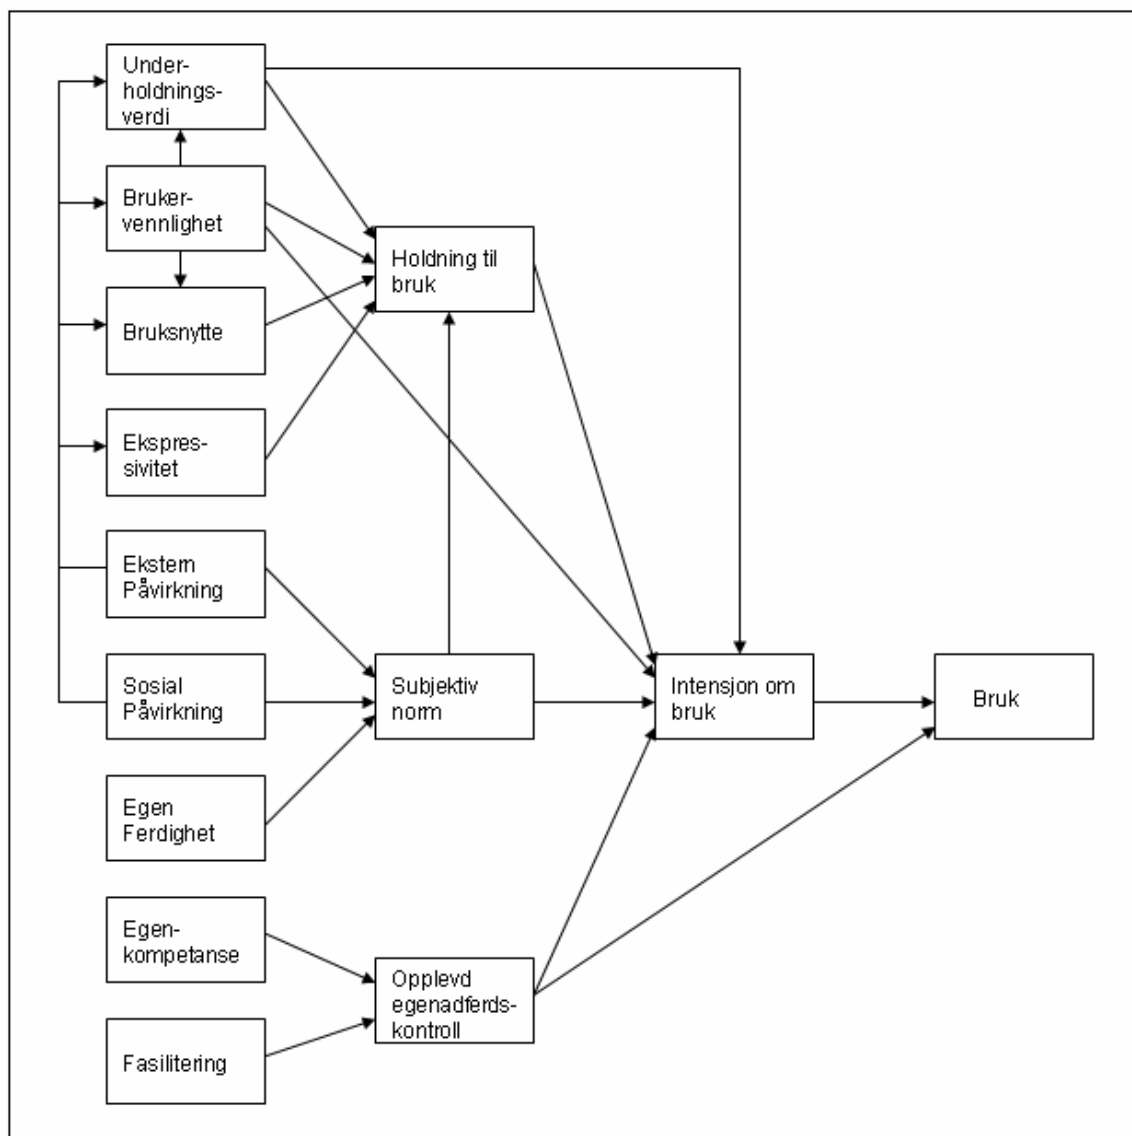 Under-
holdnings-
verdi
Bruker-
vennlighet
Bruksnytte
Ekspres-
sivitet
Ekstern
Påvirkning
Sosial
Påvirkning
Egen
Ferdighet
Egen-
kompetanse
Fasilitering
Holdning til
bruk
Subjektiv
norm
Opplevd
egenadferds-
kontroll
Intensjon om
bruk
Bruk